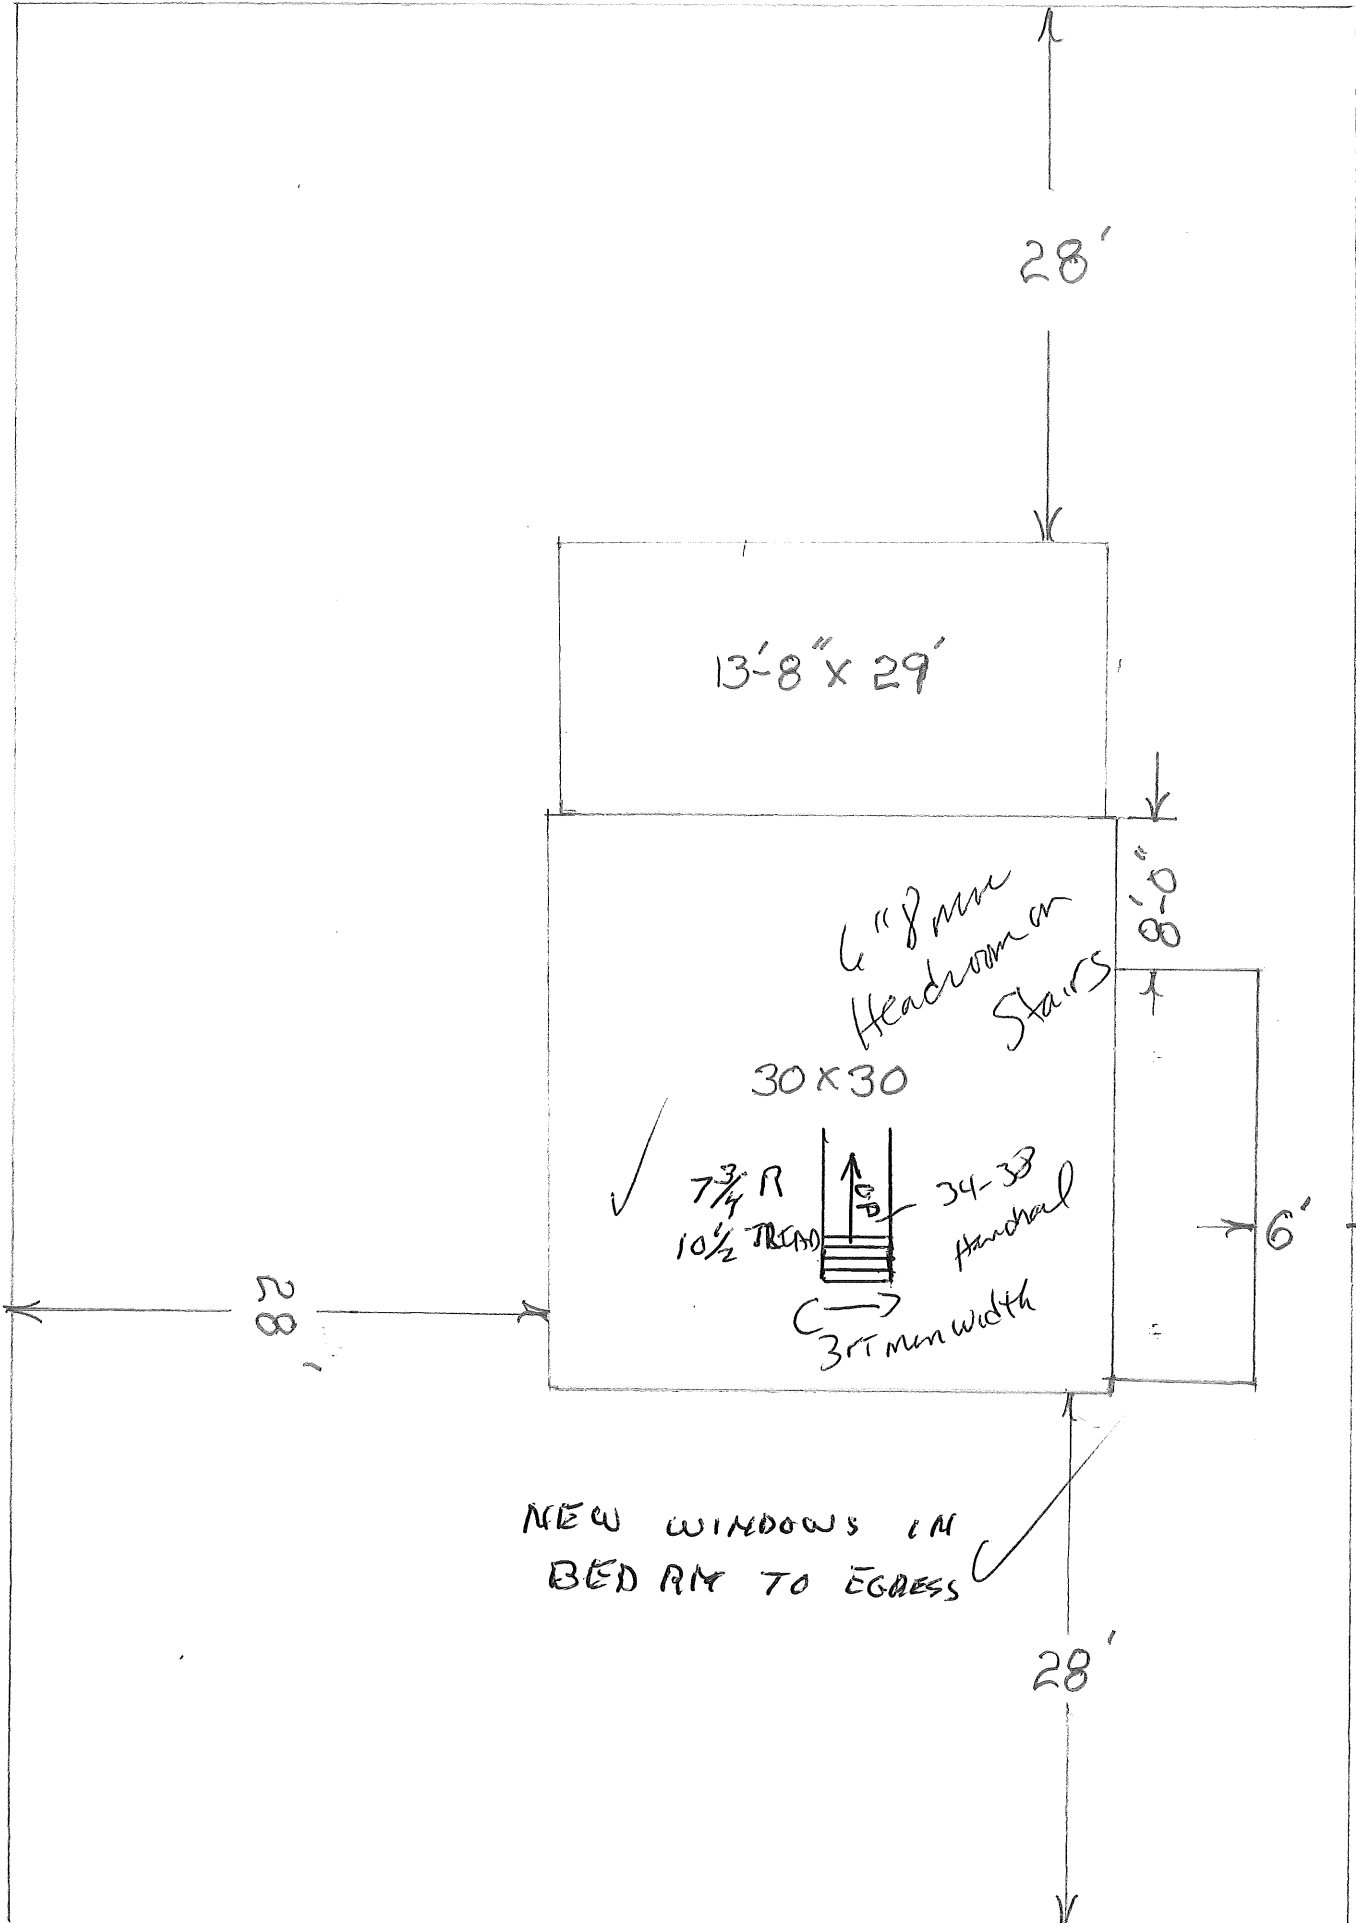 28'
13'-8" x 29'
8'-0"
6"8 min
Headroom on
Stairs
30 x 30
7 3/4 R
10 1/2 TREAD
UP
34-38
Handrail
3 FT min width
6'
28'
NEW WINDOWS IN
BED RM TO EGRESS
28'